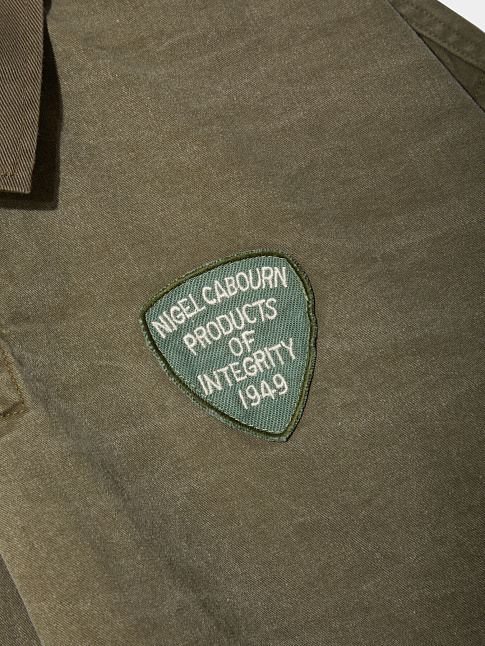 NIGEL CABOURN
PRODUCTS
OF
INTEGRITY
1949